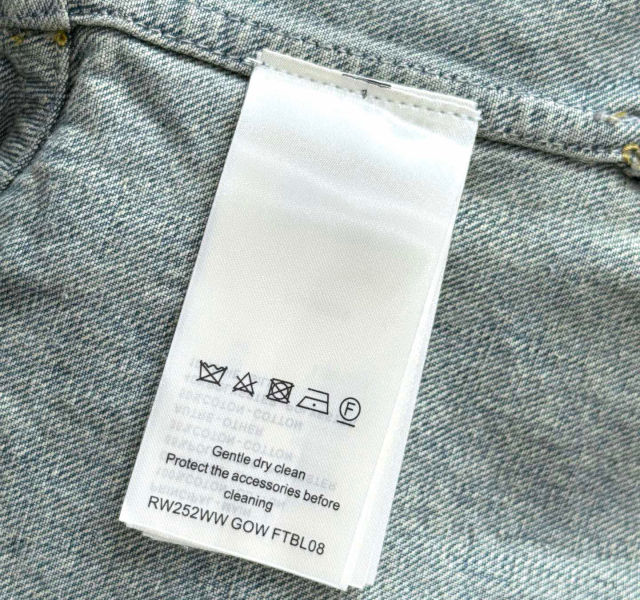 F
Gentle dry clean
Protect the accessories before
cleaning
RW252WW GOW FTBL08